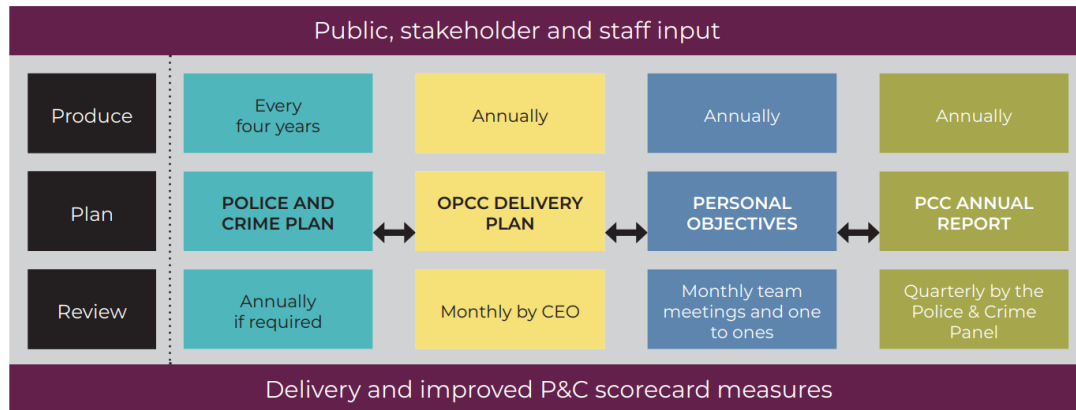 Public, stakeholder and staff input
Produce
Every
four years
Annually
Annually
Annually
Plan
POLICE AND
CRIME PLAN
OPCC DELIVERY
PLAN
PERSONAL
OBJECTIVES
PCC ANNUAL
REPORT
Review
Annually
if required
Monthly by CEO
Monthly team
meetings and one
to ones
Quarterly by the
Police & Crime
Panel
Delivery and improved P&C scorecard measures